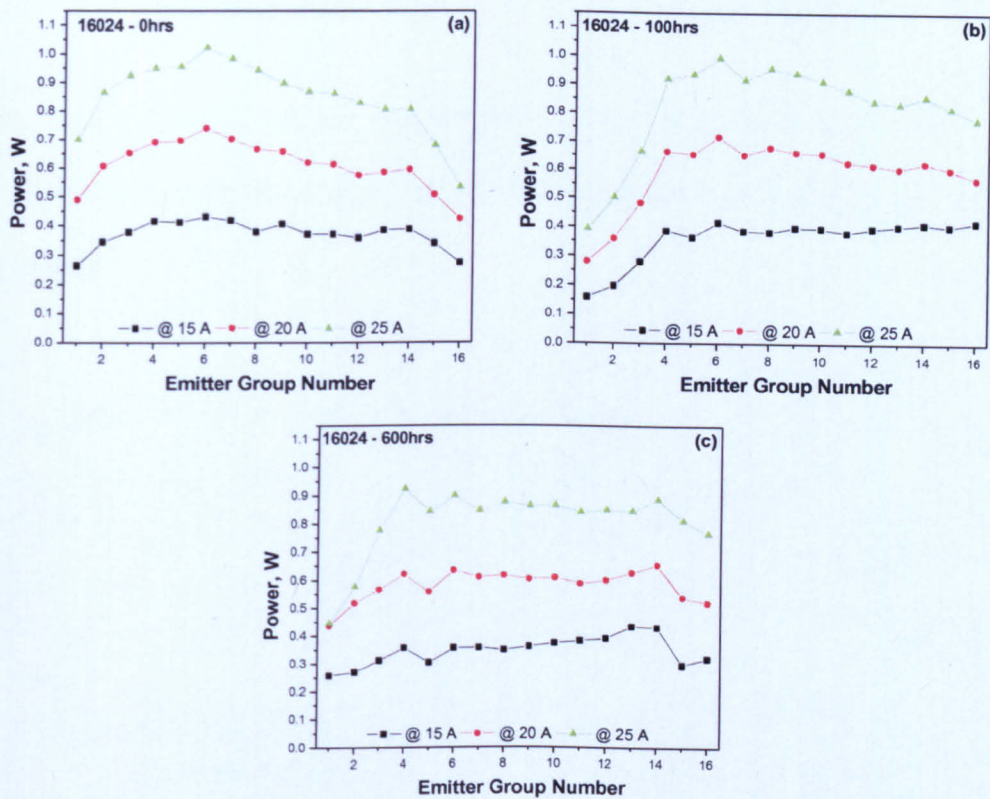 16024 - 0hrs
(a)
Power, W
1.1
1.0
0.9
0.8
0.7
0.6
0.5
0.4
0.3
0.2
0.1
0.0
@ 15 A
@ 20 A
@ 25 A
2
4
6
8
10
12
14
16
Emitter Group Number
16024 - 100hrs
(b)
Power, W
1.1
1.0
0.9
0.8
0.7
0.6
0.5
0.4
0.3
0.2
0.1
0.0
@ 15 A
@ 20 A
@ 25 A
2
4
6
8
10
12
14
16
Emitter Group Number
16024 - 600hrs
(c)
Power, W
1.1
1.0
0.9
0.8
0.7
0.6
0.5
0.4
0.3
0.2
0.1
0.0
@ 15 A
@ 20 A
@ 25 A
2
4
6
8
10
12
14
16
Emitter Group Number